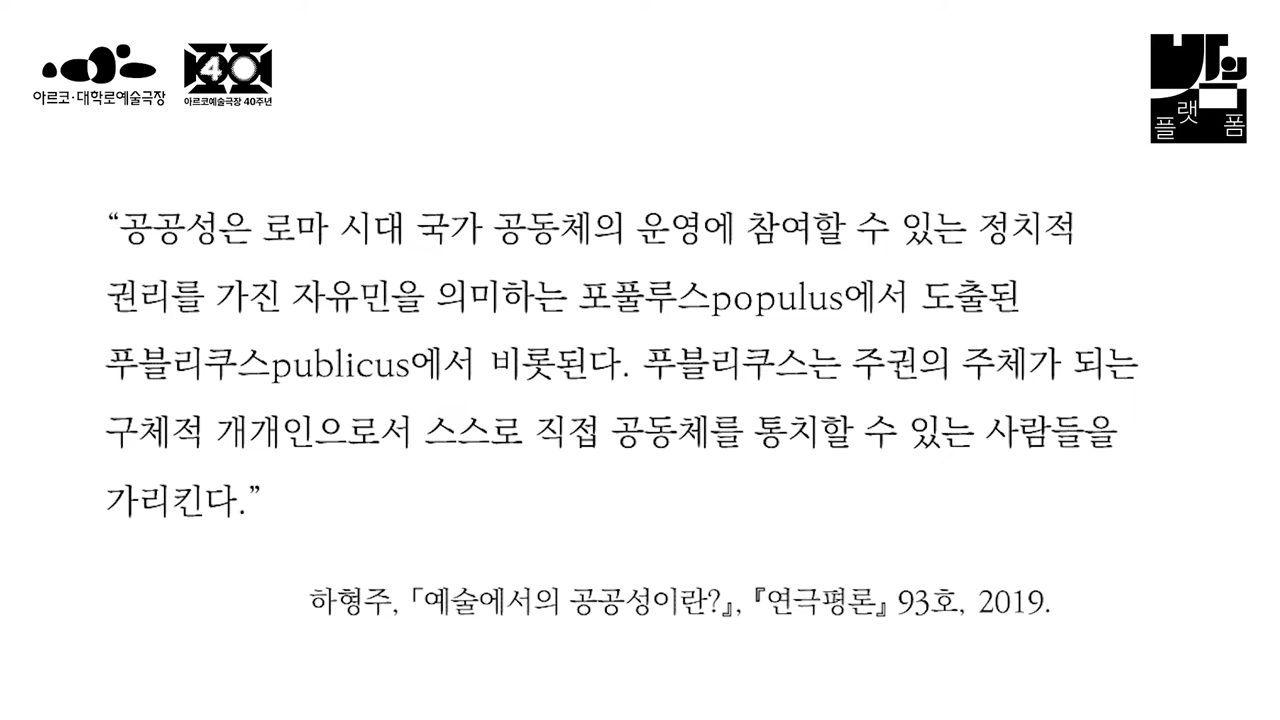 아르코·대학로예술극장
40
아르코예술극장 40주년
밤의
플랫폼
“공공성은 로마 시대 국가 공동체의 운영에 참여할 수 있는 정치적
권리를 가진 자유민을 의미하는 포풀루스populus에서 도출된
푸블리쿠스publicus에서 비롯된다. 푸블리쿠스는 주권의 주체가 되는
구체적 개개인으로서 스스로 직접 공동체를 통치할 수 있는 사람들을
가리킨다.”
하형주, 「예술에서의 공공성이란?』, 『연극평론』 93호, 2019.